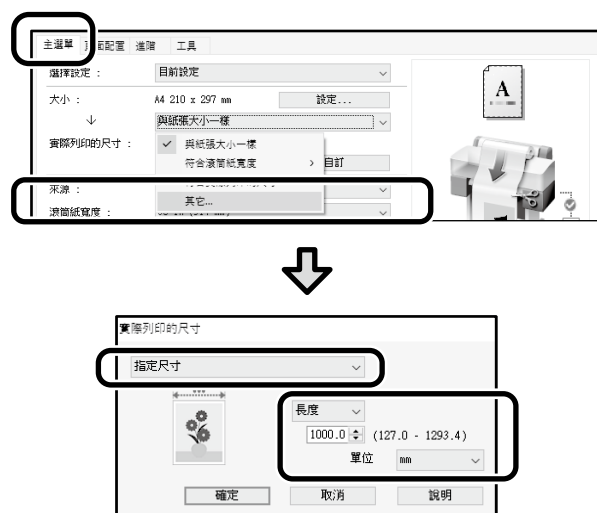 主選單 頁面配置 進階 工具
選擇設定 : 目前設定
大小 : A4 210 x 297 mm 設定...
↓ 與紙張大小一樣
實際列印的尺寸 :
✓ 與紙張大小一樣
符合滾筒紙寬度 > 自訂
來源 :
其它...
滾筒紙寬度 :
A
實際列印的尺寸
指定尺寸
長度
1000.0 (127.0 - 1293.4)
單位 mm
確定 取消 說明